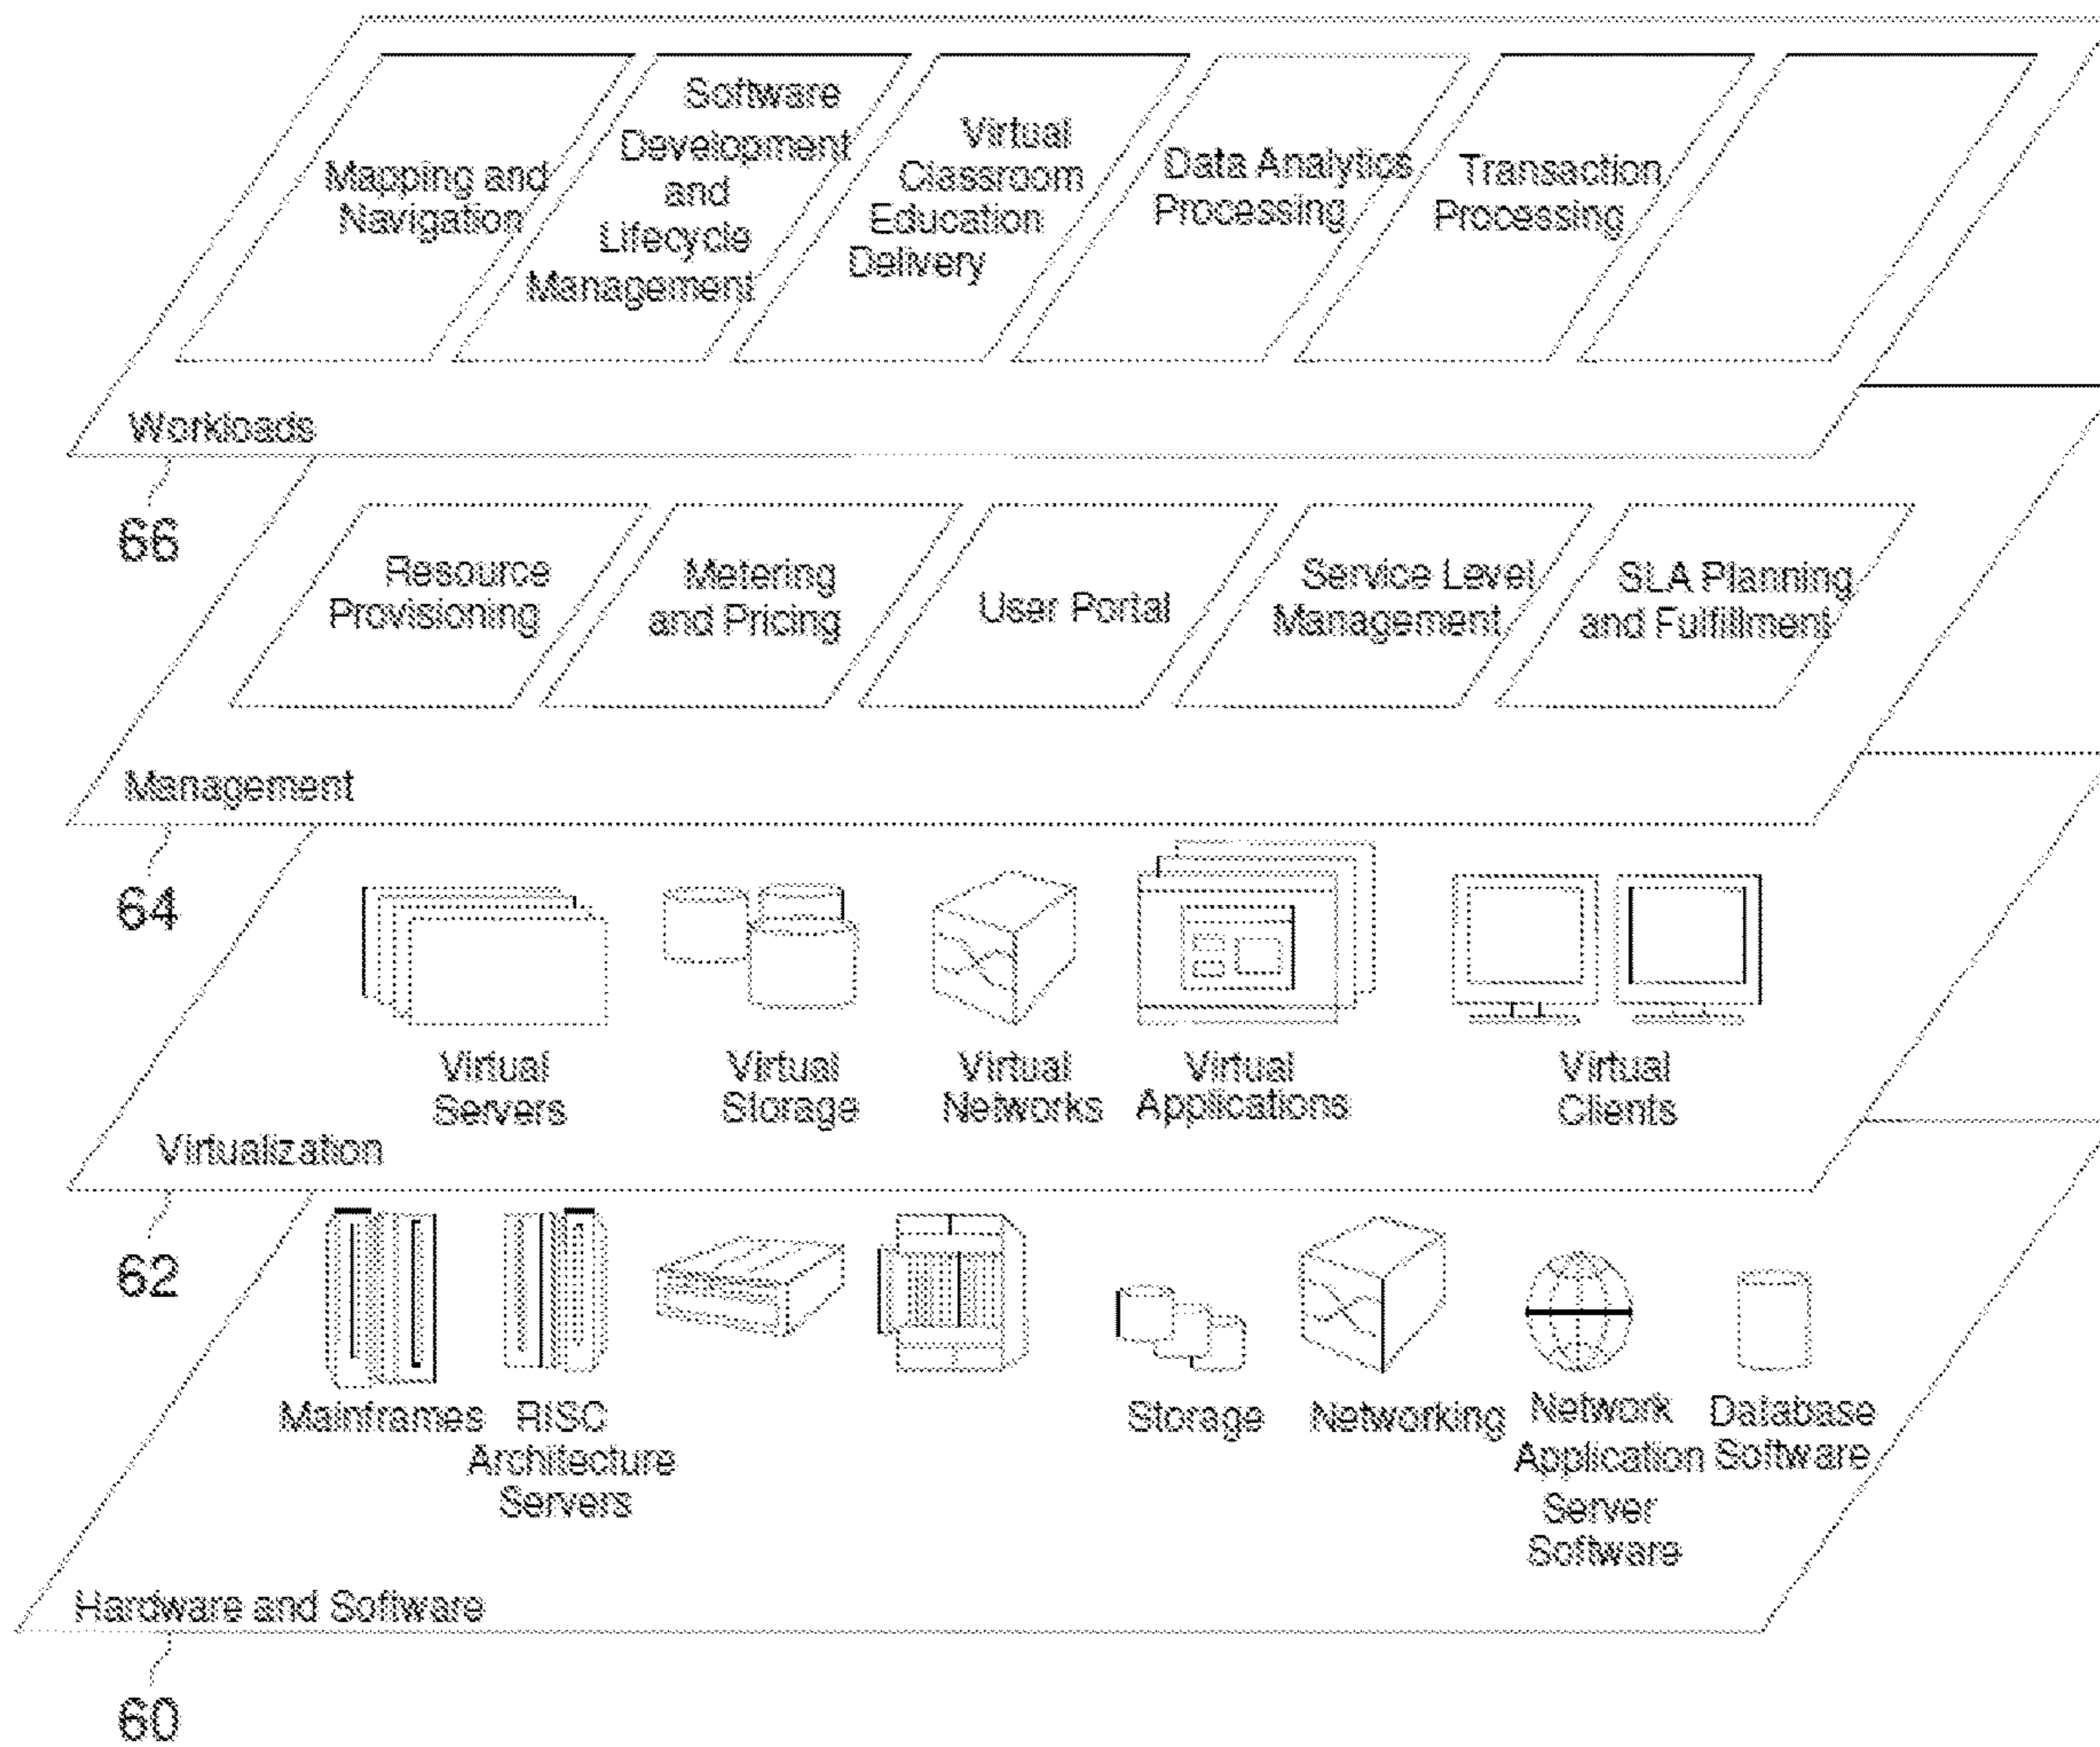 Mapping and
Navigation
Software
Development
and
Lifecycle
Management
Virtual
Classroom
Education
Delivery
Data Analytics
Processing
Transaction
Processing
Workloads
66
Resource
Provisioning
Metering
and Pricing
User Portal
Service Level
Management
SLA Planning
and Fulfillment
Management
64
Virtual
Servers
Virtual
Storage
Virtual
Networks
Virtual
Applications
Virtual
Clients
Virtualization
62
Mainframes
RISC
Architecture
Servers
Storage
Networking
Network
Application
Server
Software
Database
Software
Hardware and Software
60